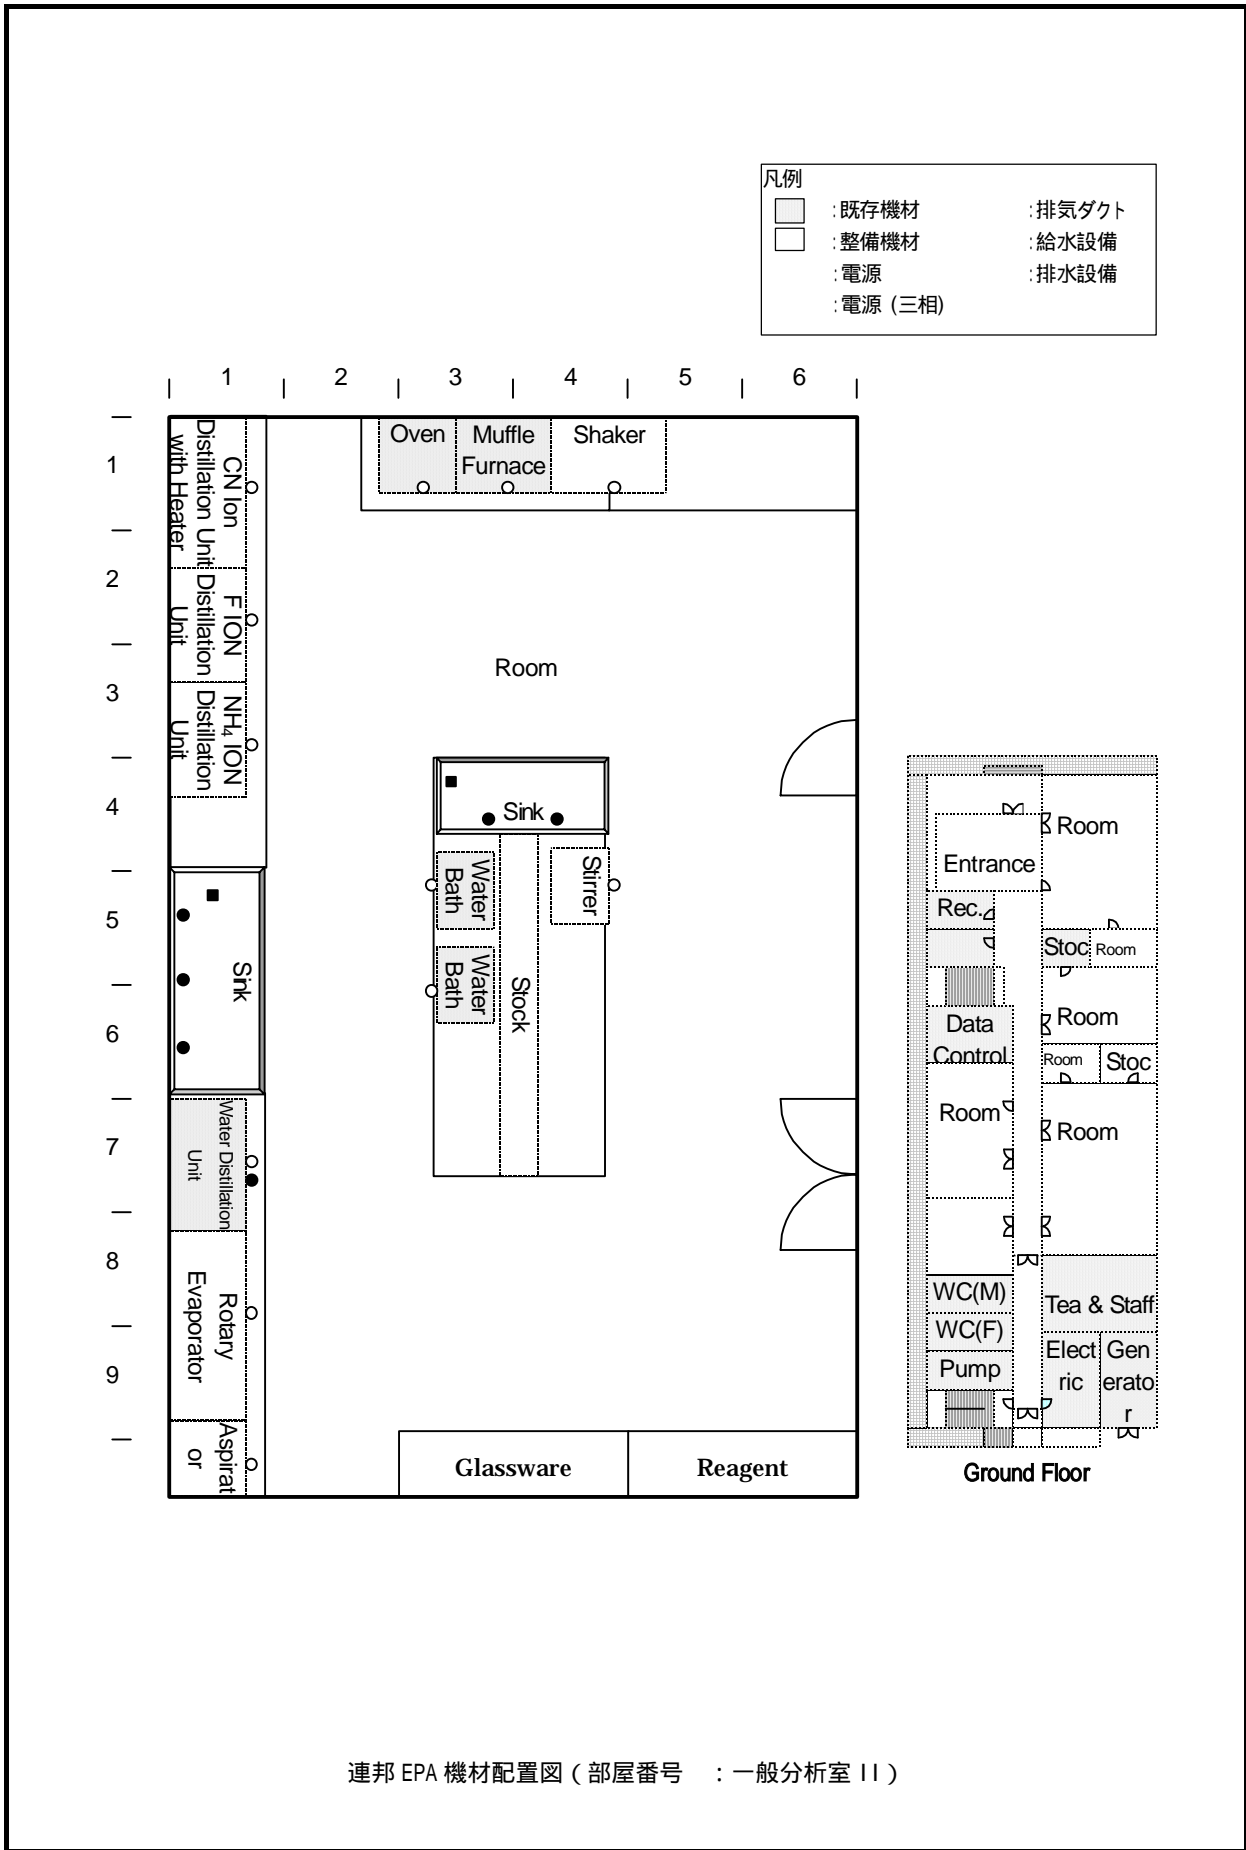 凡例
:既存機材 :排気ダクト
:整備機材 :給水設備
:電源 :排水設備
:電源 (三相)
1 2 3 4 5 6
1
2
3
4
5
6
7
8
9
CN Ion
Distillation Unit
with Heater
F ION
Distillation
Unit
NH₄ ION
Distillation
Unit
Sink
Water Distillation
Unit
Rotary
Evaporator
Aspirat
or
Oven
Muffle
Furnace
Shaker
Room
Sink
Water
Bath
Water
Bath
Stock
Stirrer
Glassware
Reagent
Room
Entrance
Rec.
Stoc
Room
Data
Control
Room
Room
Stoc
Room
Room
WC(M)
WC(F)
Pump
Tea & Staff
Elect
ric
Gen
erato
r
Ground Floor
連邦 EPA 機材配置図 ( 部屋番号 : 一般分析室 II )